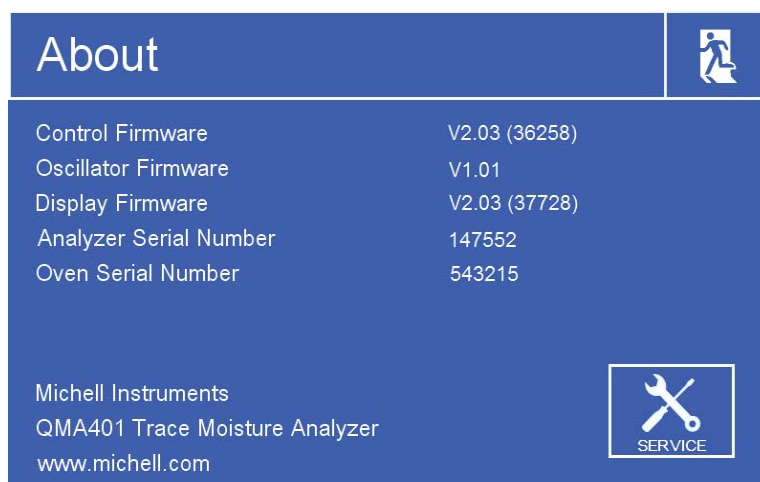 About
Control Firmware V2.03 (36258)
Oscillator Firmware V1.01
Display Firmware V2.03 (37728)
Analyzer Serial Number 147552
Oven Serial Number 543215
Michell Instruments
QMA401 Trace Moisture Analyzer
www.michell.com
SERVICE